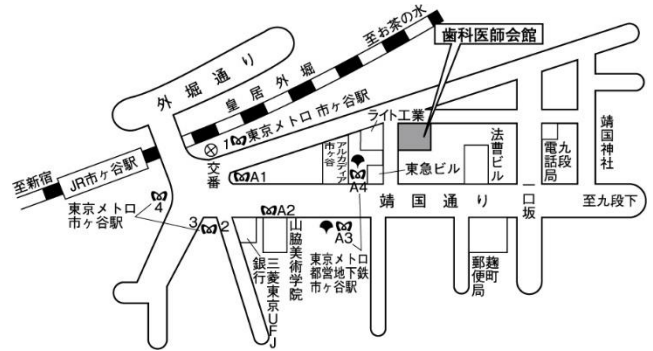 至お茶の水
歯科医師会館
外堀通り
皇居外堀
ライト工業
1 東京メトロ 市ヶ谷駅
交番
アルカディア
市ヶ谷
法曹ビル
九段
電話局
靖国神社
至新宿
JR市ヶ谷駅
A1
A4
東急ビル
東京メトロ
市ヶ谷駅
4
靖国通り
一口坂
至九段下
3
2
A2
A3
銀行
三菱東京UFJ
山脇美術学院
東京メトロ
都営地下鉄
市ヶ谷駅
麹町
郵便局